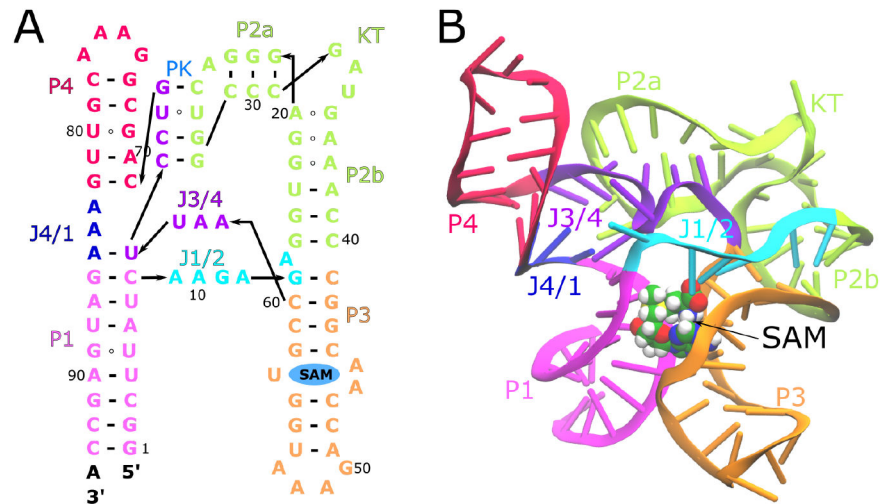 A
P2a
KT
B
A A A
G
G G G
G
PK
A
P4
C G
G C
C C C
A U
G C
U U
30
20
80
U G
C G
A G
U A
70
C G
G A
P2b
G C
A A A
J3/4
U A A
J4/1
U
40
J1/2
A A G A
10
A G
60
G C
A U
U A
G U
A U
G C
C G
C G
P1
90
1
A 5'
3'
P3
U
SAM
A
A
G 50
A
A A A
P2a
KT
P4
J3/4
J1/2
J4/1
P2b
SAM
P1
P3